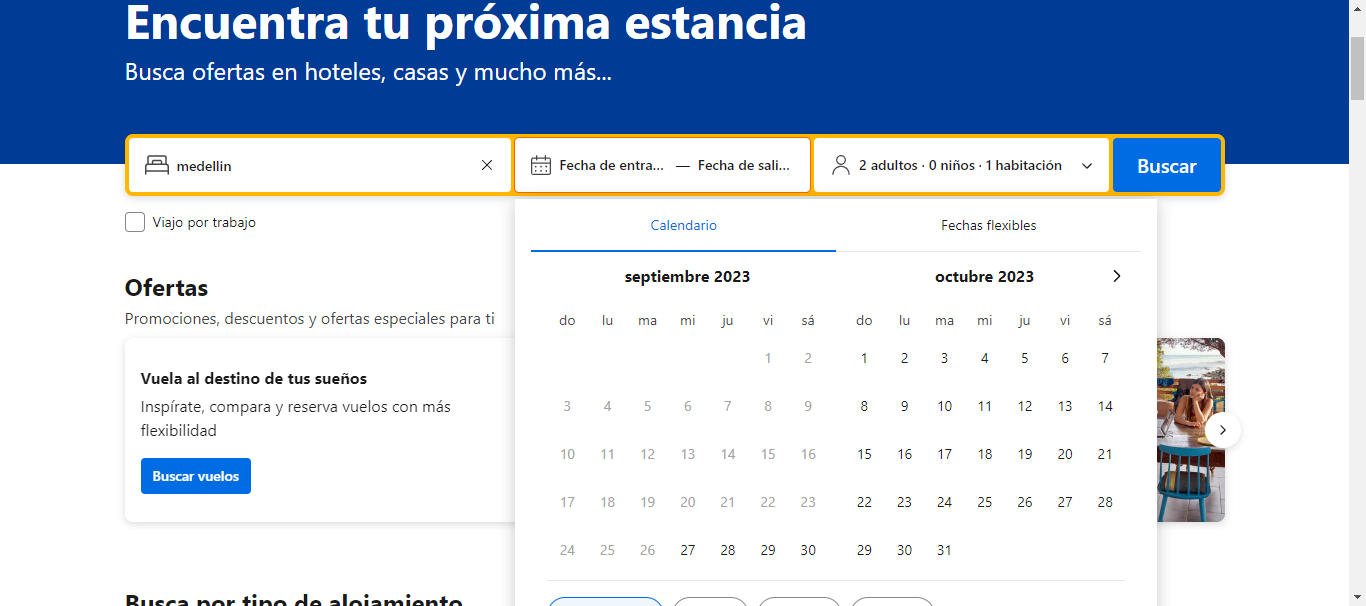 Encuentra tu próxima estancia
Busca ofertas en hoteles, casas y mucho más...
medellin
Fecha de entra... — Fecha de sali...
2 adultos · 0 niños · 1 habitación
Buscar
Viajo por trabajo
Calendario
Fechas flexibles
septiembre 2023
do lu ma mi ju vi sá
1 2
3 4 5 6 7 8 9
10 11 12 13 14 15 16
17 18 19 20 21 22 23
24 25 26 27 28 29 30
octubre 2023
do lu ma mi ju vi sá
1 2 3 4 5 6 7
8 9 10 11 12 13 14
15 16 17 18 19 20 21
22 23 24 25 26 27 28
29 30 31
Ofertas
Promociones, descuentos y ofertas especiales para ti
Vuela al destino de tus sueños
Inspírate, compara y reserva vuelos con más
flexibilidad
Buscar vuelos
Busca por tipo de alojamiento